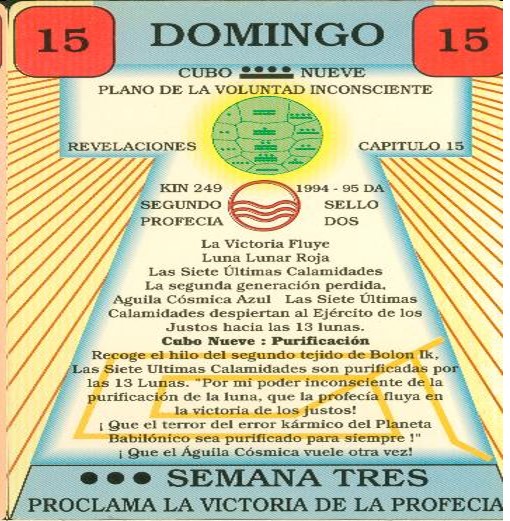 15 DOMINGO 15
CUBO NUEVE
PLANO DE LA VOLUNTAD INCONSCIENTE
REVELACIONES CAPITULO 15
KIN 249 1994 - 95 DA
SEGUNDO SELLO
PROFECIA DOS
La Victoria Fluye
Luna Lunar Roja
Las Siete Últimas Calamidades
La segunda generación perdida,
Aguila Cósmica Azul Las Siete Últimas
Calamidades despiertan al Ejército de los
Justos hacia las 13 lunas.
Cubo Nueve : Purificación
Recoge el hilo del segundo tejido de Bolon Ik,
Las Siete Ultimas Calamidades son purificadas por
las 13 Lunas. "Por mi poder inconsciente de la
purificación de la luna, que la profecía fluya en
la victoria de los justos!
¡ Que el terror del error kármico del Planeta
Babilónico sea purificado para siempre !"
¡ Que el Águila Cósmica vuele otra vez!
SEMANA TRES
PROCLAMA LA VICTORIA DE LA PROFECIA